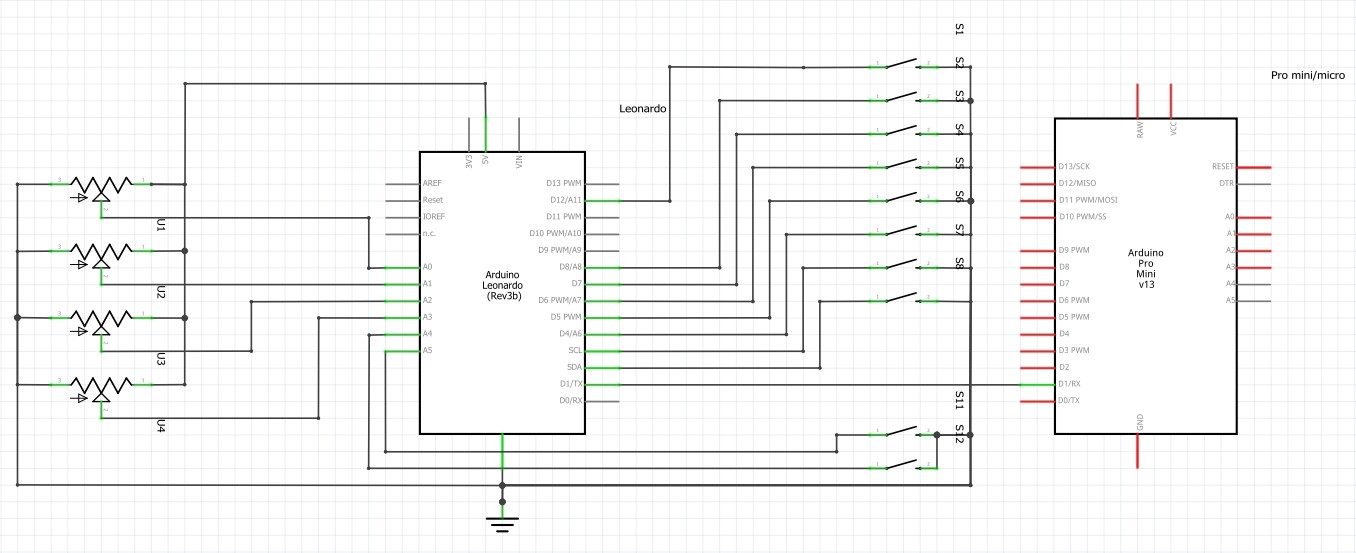 S1
S2
S3
S4
S5
S6
S7
S8
S11
S12
Leonardo
Pro mini/micro
3V3
5V
VIN
AREF
Reset
IOREF
n.c.
A0
A1
A2
A3
A4
A5
Arduino
Leonardo
(Rev3b)
D13 PWM
D12/A11
D11 PWM
D10 PWM/A10
D9 PWM/A9
D8/A8
D7
D6 PWM/A7
D5 PWM
D4/A6
SCL
SDA
D1/TX
D0/RX
U1
U2
U3
U4
RAW
VCC
D13/SCK
D12/MISO
D11 PWM/MOSI
D10 PWM/SS
D9 PWM
D8
D7
D6 PWM
D5 PWM
D4
D3 PWM
D2
D1/RX
D0/TX
Arduino
Pro
Mini
v13
RESET
DTR
A0
A1
A2
A3
A4
A5
GND